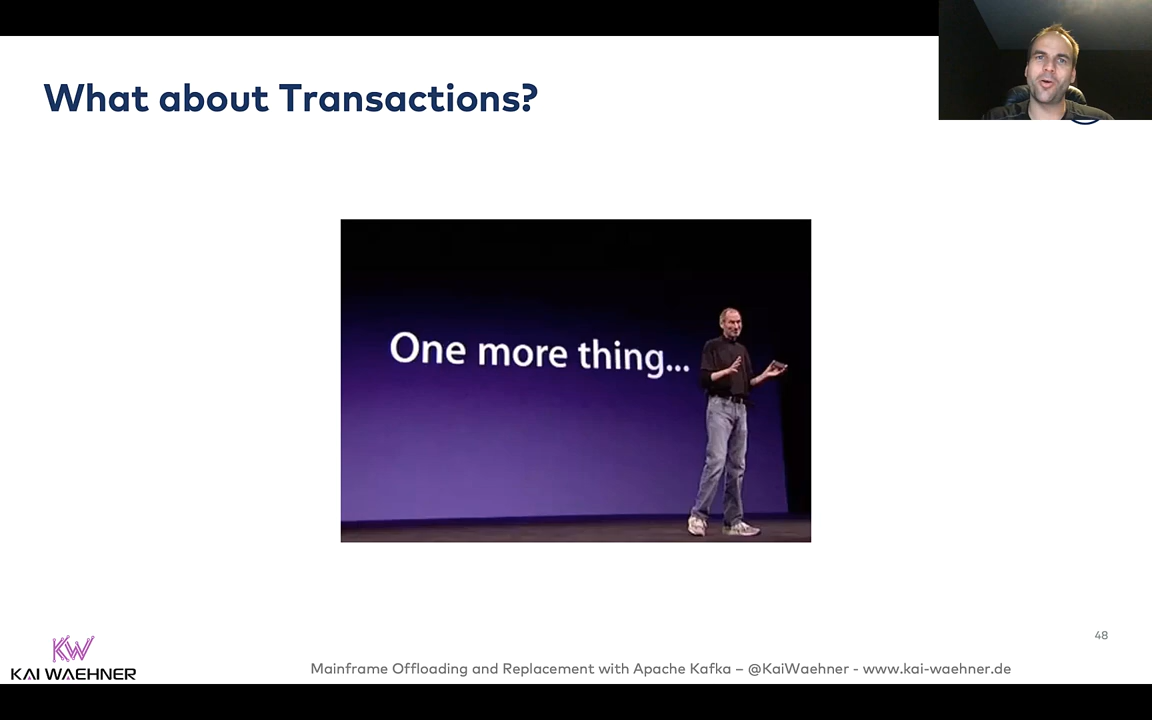 What about Transactions?
One more thing...
48
KW
KAI WAEHNER
Mainframe Offloading and Replacement with Apache Kafka – @KaiWaehner - www.kai-waehner.de